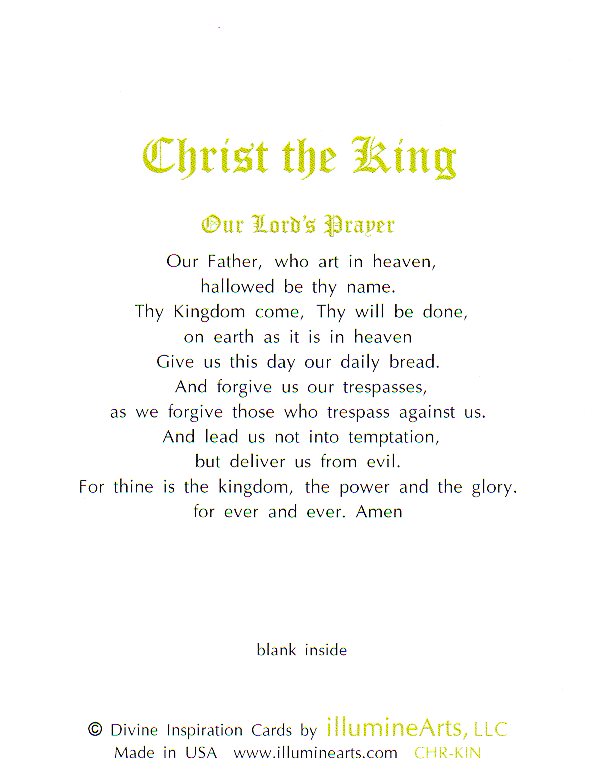 Christ the King
Our Lord's Prayer
Our Father, who art in heaven,
hallowed be thy name.
Thy Kingdom come, Thy will be done,
on earth as it is in heaven
Give us this day our daily bread.
And forgive us our trespasses,
as we forgive those who trespass against us.
And lead us not into temptation,
but deliver us from evil.
For thine is the kingdom, the power and the glory.
for ever and ever. Amen
blank inside
© Divine Inspiration Cards by illumineArts, LLC
Made in USA www.illuminearts.com CHR-KIN